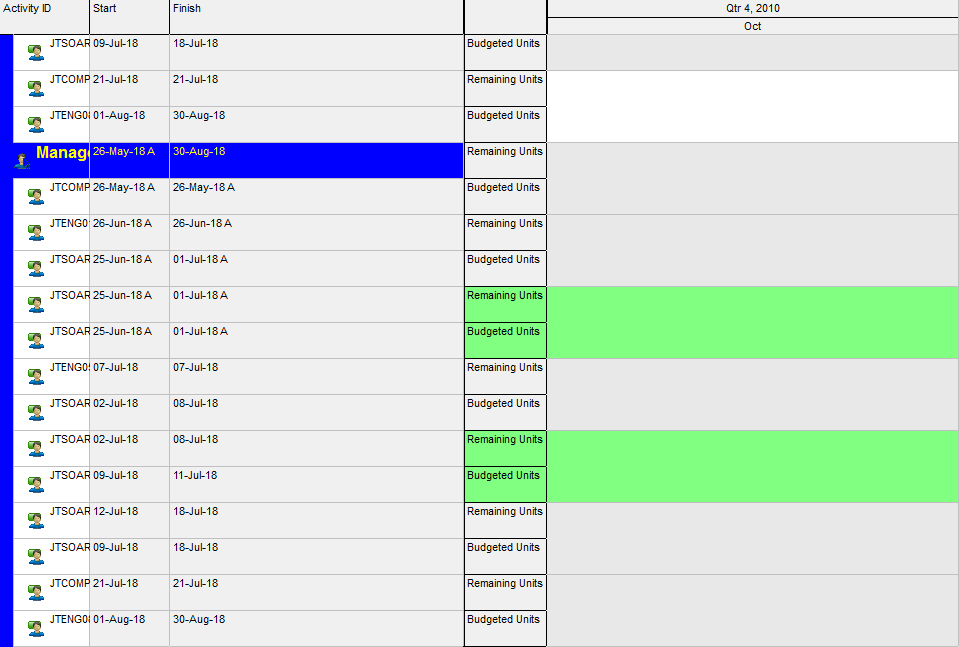 Activity ID Start Finish Qtr 4, 2010
Oct
JTSOAR 09-Jul-18 18-Jul-18 Budgeted Units
JTCOMP 21-Jul-18 21-Jul-18 Remaining Units
JTENG0 01-Aug-18 30-Aug-18 Budgeted Units
Manag 26-May-18 A 30-Aug-18 Remaining Units
JTCOMP 26-May-18 A 26-May-18 A Budgeted Units
JTENG0 26-Jun-18 A 26-Jun-18 A Remaining Units
JTSOAR 25-Jun-18 A 01-Jul-18 A Budgeted Units
JTSOAR 25-Jun-18 A 01-Jul-18 A Remaining Units
JTSOAR 25-Jun-18 A 01-Jul-18 A Budgeted Units
JTENG0 07-Jul-18 07-Jul-18 Remaining Units
JTSOAR 02-Jul-18 08-Jul-18 Budgeted Units
JTSOAR 02-Jul-18 08-Jul-18 Remaining Units
JTSOAR 09-Jul-18 11-Jul-18 Budgeted Units
JTSOAR 12-Jul-18 18-Jul-18 Remaining Units
JTSOAR 09-Jul-18 18-Jul-18 Budgeted Units
JTCOMP 21-Jul-18 21-Jul-18 Remaining Units
JTENG0 01-Aug-18 30-Aug-18 Budgeted Units